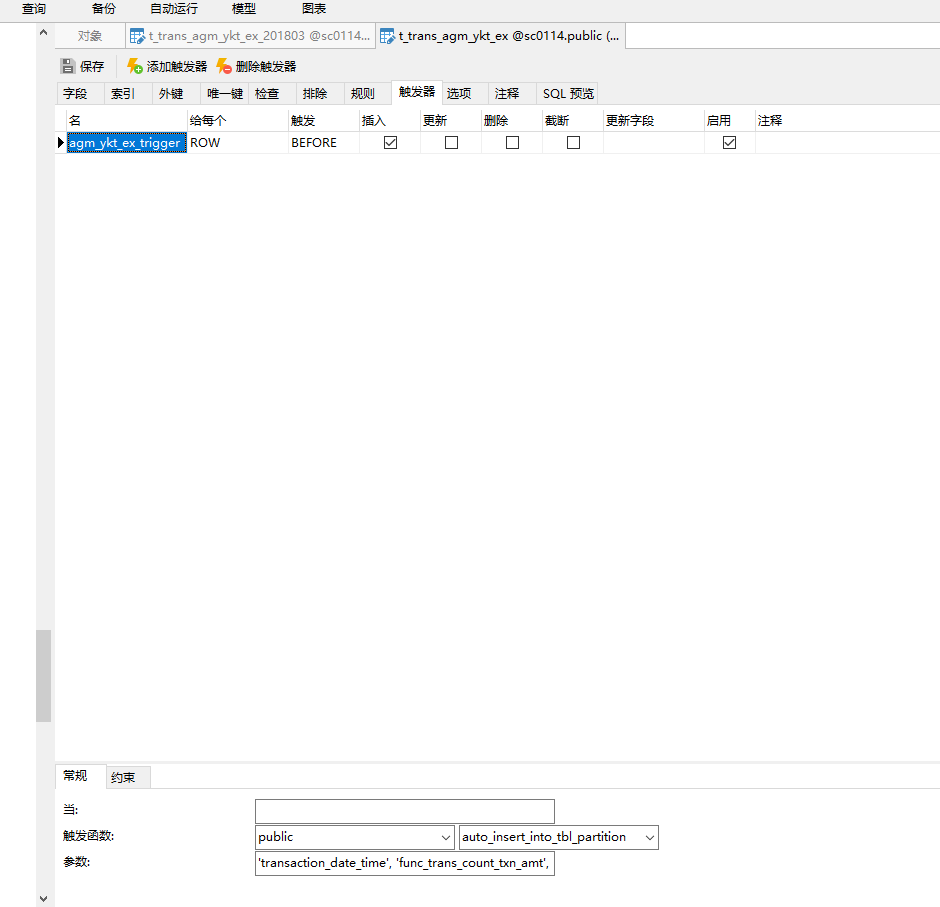 查询 备份 自动运行 模型 图表
对象 t_trans_agm_ykt_ex_201803 @sc0114... t_trans_agm_ykt_ex @sc0114.public (...
保存 添加触发器 删除触发器
字段 索引 外键 唯一键 检查 排除 规则 触发器 选项 注释 SQL 预览
名 给每个 触发 插入 更新 删除 截断 更新字段 启用 注释
agm_ykt_ex_trigger ROW BEFORE
常规 约束
当:
触发函数: public auto_insert_into_tbl_partition
参数: 'transaction_date_time', 'func_trans_count_txn_amt',